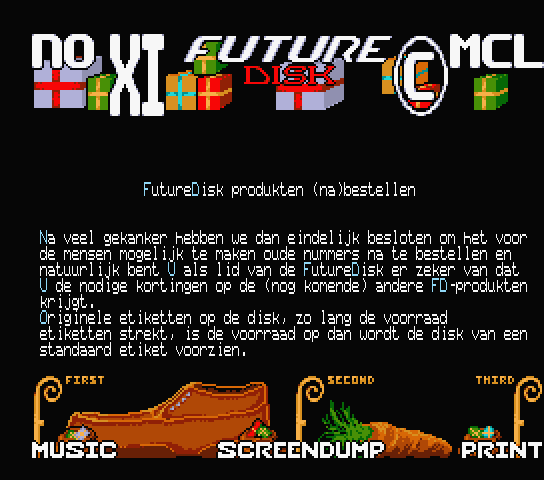 NO XI FUTURE DISK C MCL
FutureDisk produkten (na)bestellen
Na veel gekanker hebben we dan eindelijk besloten om het voor
de mensen mogelijk te maken oude nummers na te bestellen en
natuurlijk bent U als lid van de FutureDisk er zeker van dat
U de nodige kortingen op de (nog komende) andere FD-produkten
krijgt.
Originele etiketten op de disk, zo lang de voorraad
etiketten strekt, is de voorraad op dan wordt de disk van een
standaard etiket voorzien.
FIRST SECOND THIRD
MUSIC SCREENDUMP PRINT